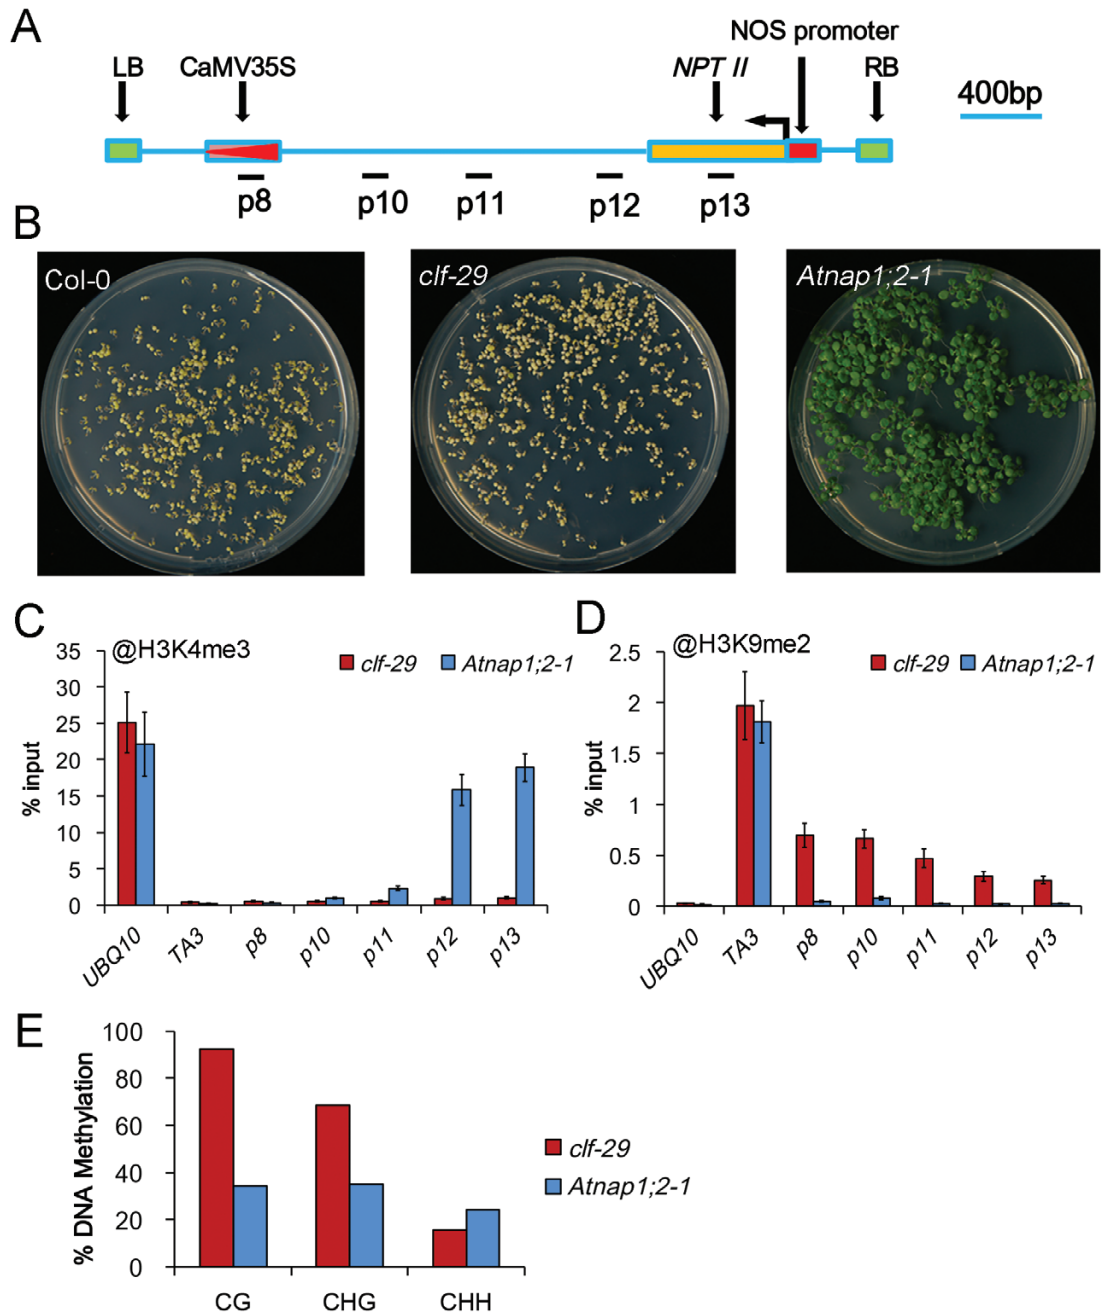 A
NOS promoter
LB
CaMV35S
NPT II
RB
400bp
p8
p10
p11
p12
p13
B
Col-0
clf-29
Atnap1;2-1
C
@H3K4me3
clf-29
Atnap1;2-1
% input
35
30
25
20
15
10
5
0
UBQ10
TA3
p8
p10
p11
p12
p13
D
@H3K9me2
clf-29
Atnap1;2-1
% input
2.5
2
1.5
1
0.5
0
UBQ10
TA3
p8
p10
p11
p12
p13
E
% DNA Methylation
100
80
60
40
20
0
CG
CHG
CHH
clf-29
Atnap1;2-1